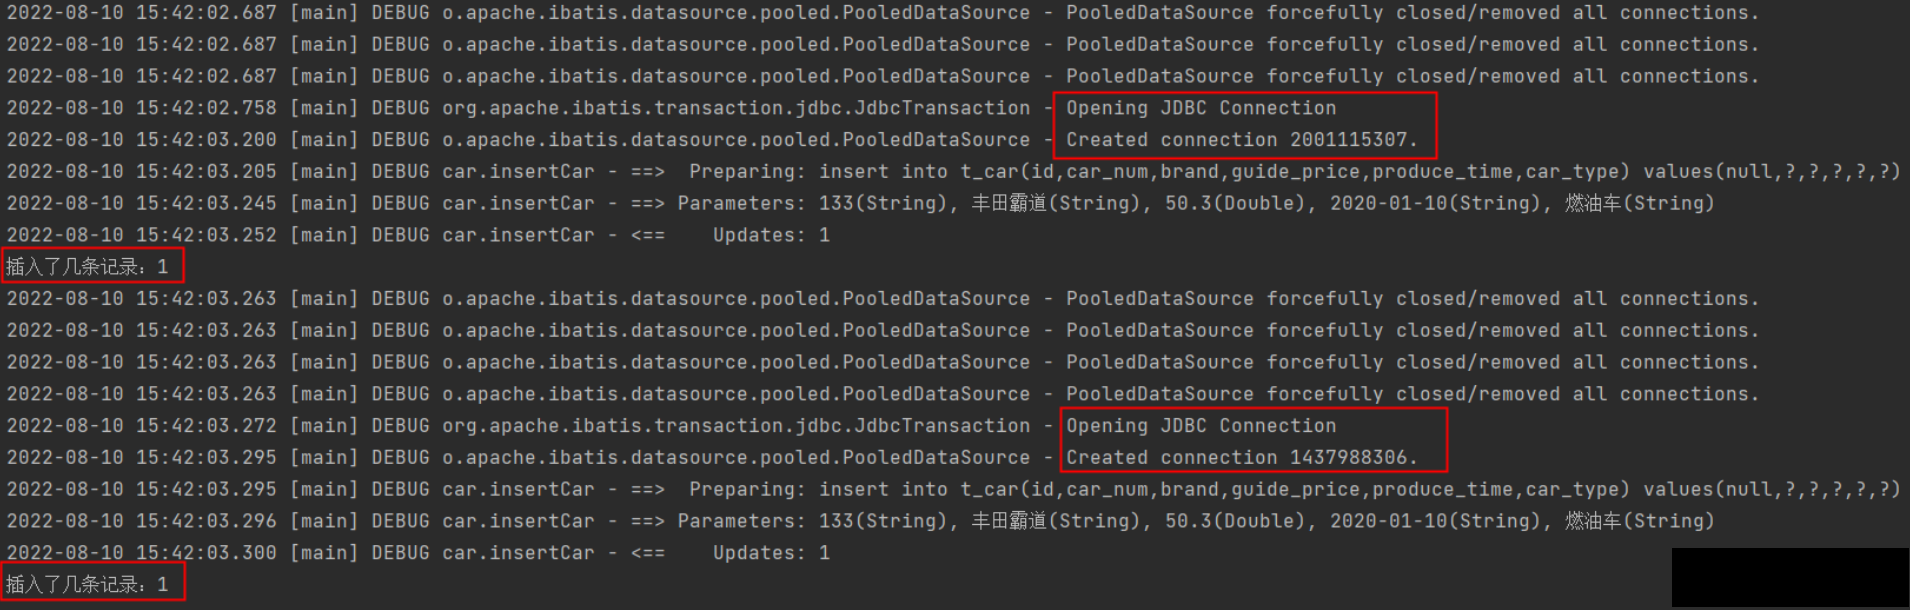 2022-08-10 15:42:02.687 [main] DEBUG o.apache.ibatis.datasource.pooled.PooledDataSource - PooledDataSource forcefully closed/removed all connections.
2022-08-10 15:42:02.687 [main] DEBUG o.apache.ibatis.datasource.pooled.PooledDataSource - PooledDataSource forcefully closed/removed all connections.
2022-08-10 15:42:02.687 [main] DEBUG o.apache.ibatis.datasource.pooled.PooledDataSource - PooledDataSource forcefully closed/removed all connections.
2022-08-10 15:42:02.758 [main] DEBUG org.apache.ibatis.transaction.jdbc.JdbcTransaction - Opening JDBC Connection
2022-08-10 15:42:03.200 [main] DEBUG o.apache.ibatis.datasource.pooled.PooledDataSource - Created connection 2001115307.
2022-08-10 15:42:03.205 [main] DEBUG car.insertCar - ==>  Preparing: insert into t_car(id,car_num,brand,guide_price,produce_time,car_type) values(null,?,?,?,?,?)
2022-08-10 15:42:03.245 [main] DEBUG car.insertCar - ==> Parameters: 133(String), 丰田霸道(String), 50.3(Double), 2020-01-10(String), 燃油车(String)
2022-08-10 15:42:03.252 [main] DEBUG car.insertCar - <==    Updates: 1
插入了几条记录：1
2022-08-10 15:42:03.263 [main] DEBUG o.apache.ibatis.datasource.pooled.PooledDataSource - PooledDataSource forcefully closed/removed all connections.
2022-08-10 15:42:03.263 [main] DEBUG o.apache.ibatis.datasource.pooled.PooledDataSource - PooledDataSource forcefully closed/removed all connections.
2022-08-10 15:42:03.263 [main] DEBUG o.apache.ibatis.datasource.pooled.PooledDataSource - PooledDataSource forcefully closed/removed all connections.
2022-08-10 15:42:03.263 [main] DEBUG o.apache.ibatis.datasource.pooled.PooledDataSource - PooledDataSource forcefully closed/removed all connections.
2022-08-10 15:42:03.272 [main] DEBUG org.apache.ibatis.transaction.jdbc.JdbcTransaction - Opening JDBC Connection
2022-08-10 15:42:03.295 [main] DEBUG o.apache.ibatis.datasource.pooled.PooledDataSource - Created connection 1437988306.
2022-08-10 15:42:03.295 [main] DEBUG car.insertCar - ==>  Preparing: insert into t_car(id,car_num,brand,guide_price,produce_time,car_type) values(null,?,?,?,?,?)
2022-08-10 15:42:03.296 [main] DEBUG car.insertCar - ==> Parameters: 133(String), 丰田霸道(String), 50.3(Double), 2020-01-10(String), 燃油车(String)
2022-08-10 15:42:03.300 [main] DEBUG car.insertCar - <==    Updates: 1
插入了几条记录：1